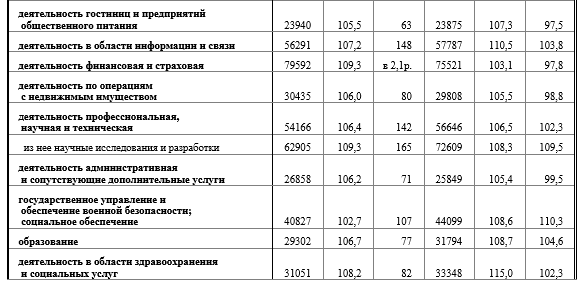 деятельность гостиниц и предприятий
общественного питания 23940 105,5 63 23875 107,3 97,5
деятельность в области информации и связи 56291 107,2 148 57787 110,5 103,8
деятельность финансовая и страховая 79592 109,3 в 2,1р. 75521 103,1 97,8
деятельность по операциям
с недвижимым имуществом 30435 106,0 80 29808 105,5 98,8
деятельность профессиональная,
научная и техническая 54166 106,4 142 56646 106,5 102,3
из нее научные исследования и разработки 62905 109,3 165 72609 108,3 109,5
деятельность административная
и сопутствующие дополнительные услуги 26858 106,2 71 25849 105,4 99,5
государственное управление и
обеспечение военной безопасности;
социальное обеспечение 40827 102,7 107 44099 108,6 110,3
образование 29302 106,7 77 31794 108,7 104,6
деятельность в области здравоохранения
и социальных услуг 31051 108,2 82 33348 115,0 102,3